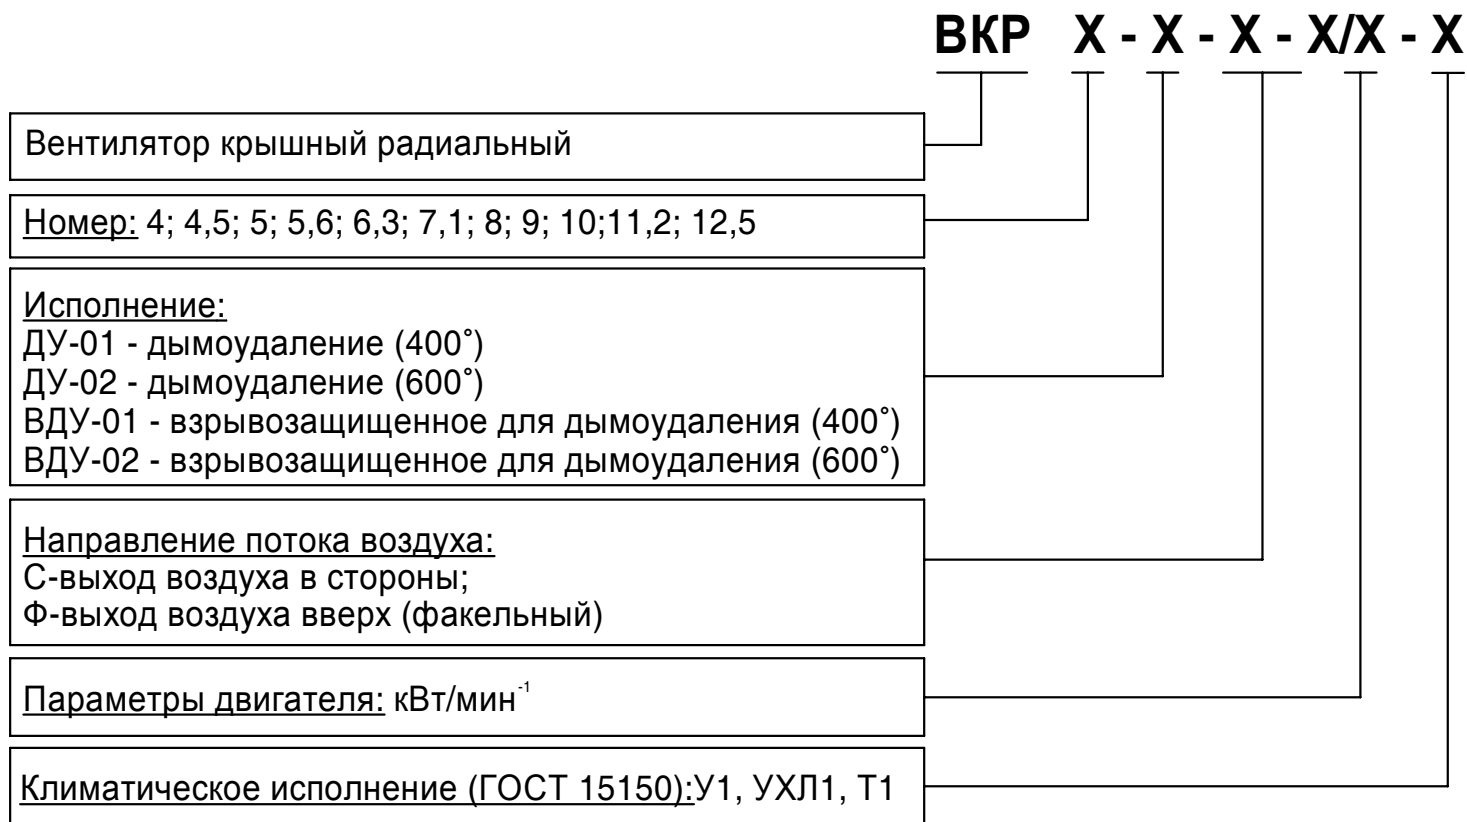 ВКР X - X - X - X/X - X
Вентилятор крышный радиальный
Номер: 4; 4,5; 5; 5,6; 6,3; 7,1; 8; 9; 10;11,2; 12,5
Исполнение:
ДУ-01 - дымоудаление (400°)
ДУ-02 - дымоудаление (600°)
ВДУ-01 - взрывозащищенное для дымоудаления (400°)
ВДУ-02 - взрывозащищенное для дымоудаления (600°)
Направление потока воздуха:
С-выход воздуха в стороны;
Ф-выход воздуха вверх (факельный)
Параметры двигателя: кВт/мин⁻¹
Климатическое исполнение (ГОСТ 15150):У1, УХЛ1, Т1